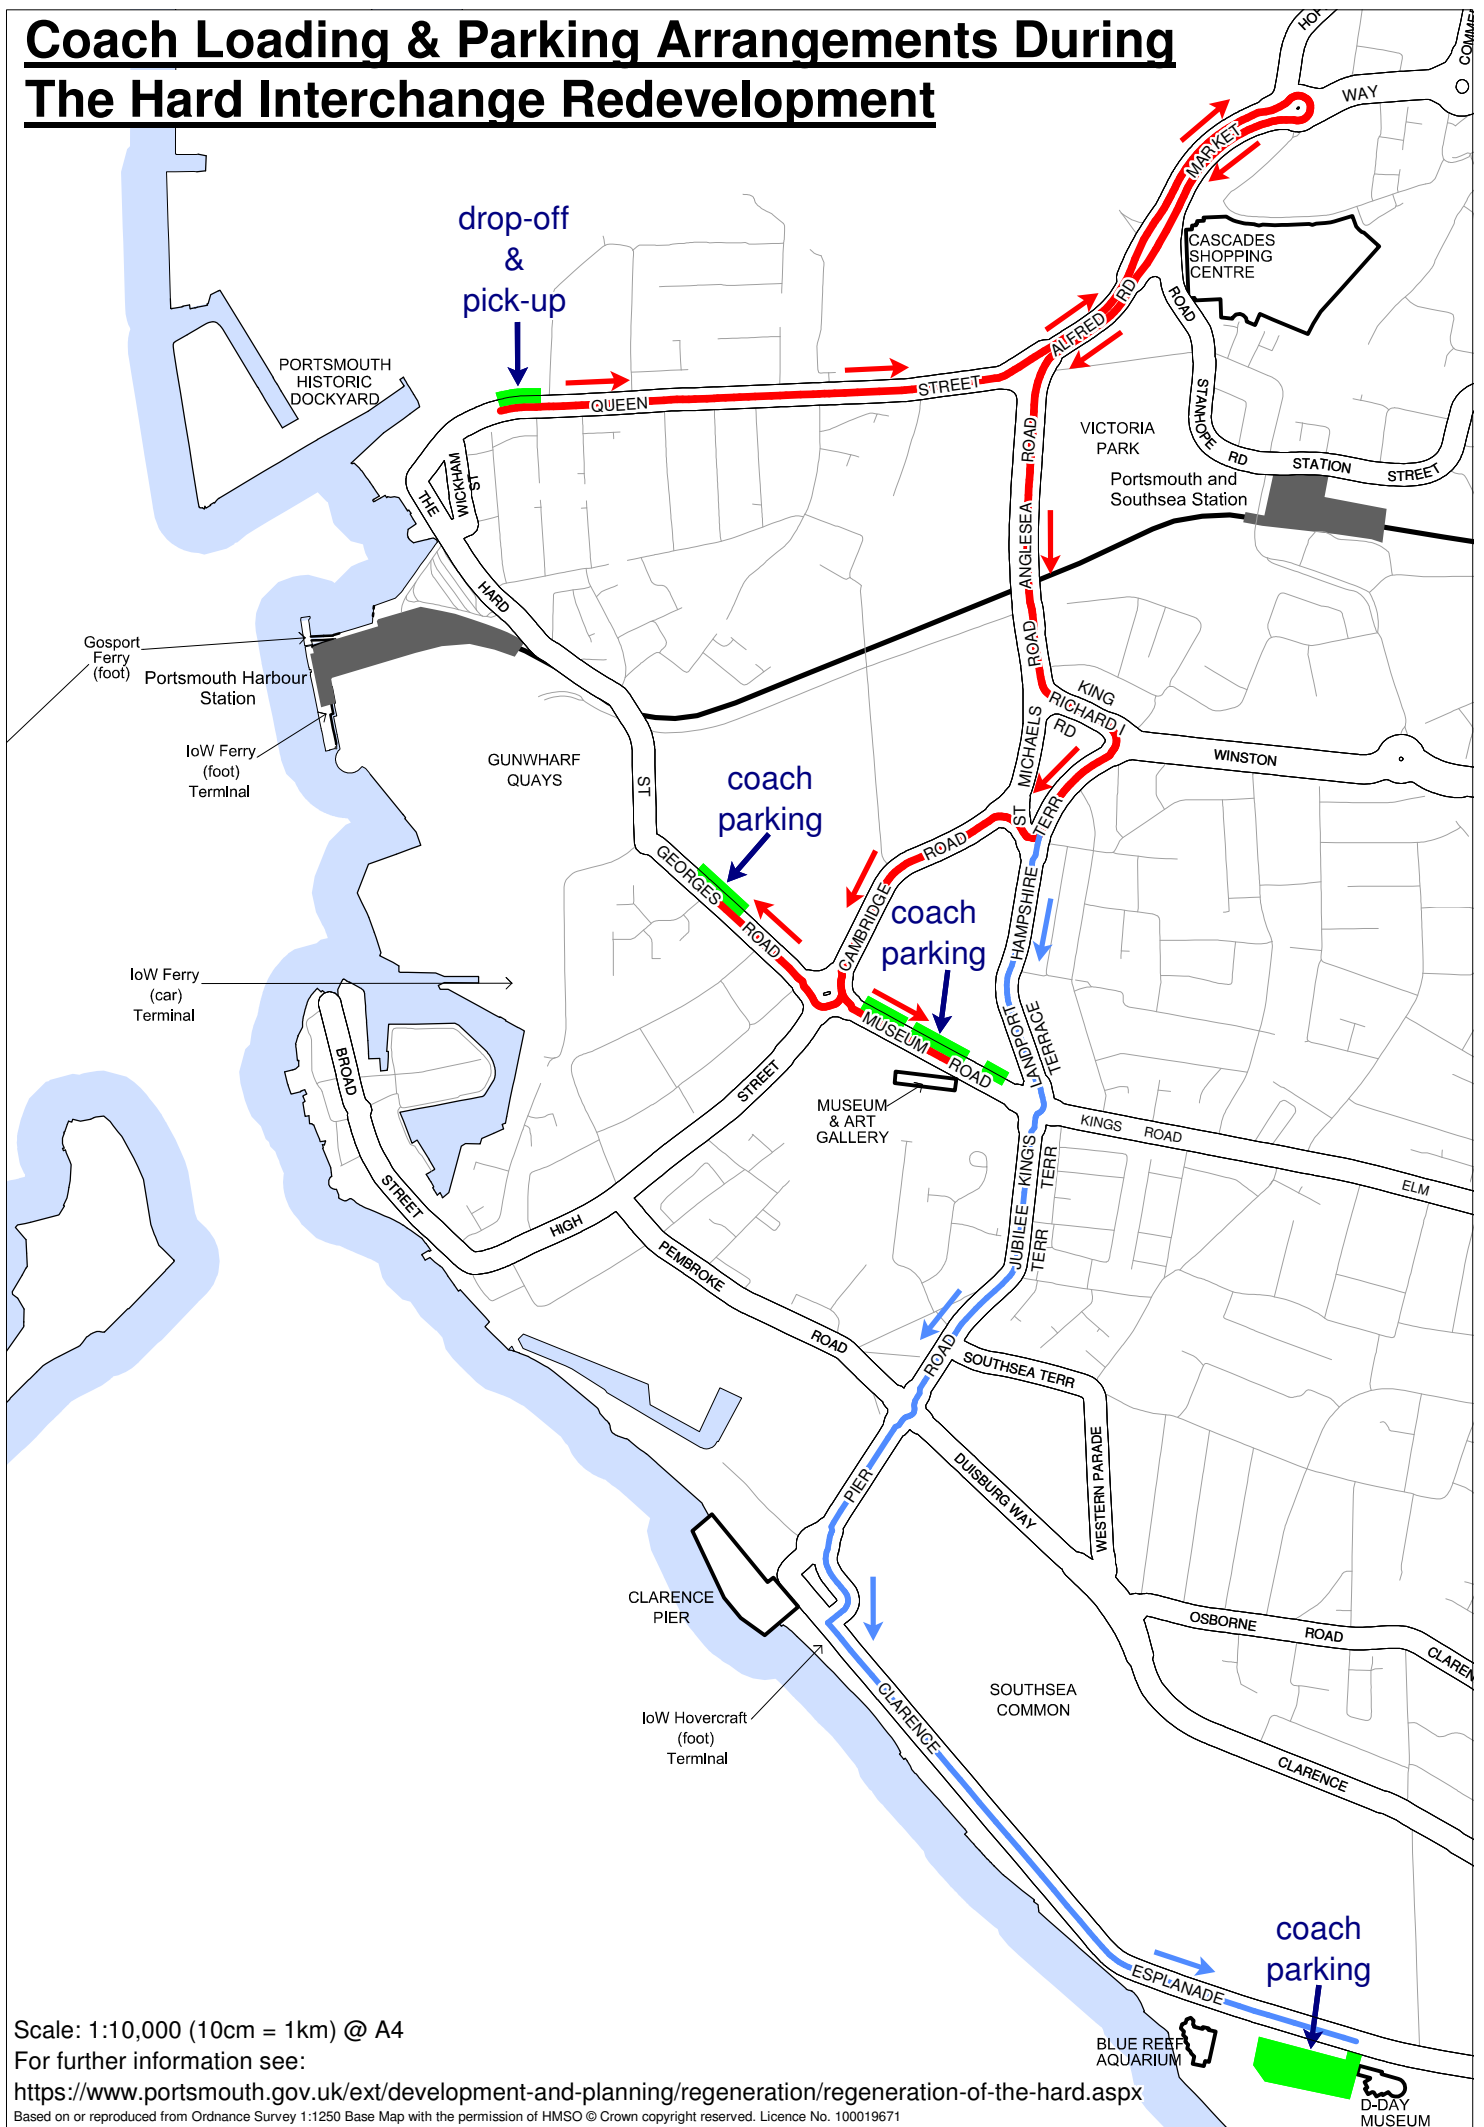 Coach Loading & Parking Arrangements During
The Hard Interchange Redevelopment
HOP
COMME
WAY
MARKET
drop-off
&
pick-up
CASCADES
SHOPPING
CENTRE
ROAD
ALFRED RD
PORTSMOUTH
HISTORIC
DOCKYARD
QUEEN
STREET
STANHOPE
RD
STATION
STREET
VICTORIA
PARK
Portsmouth and
Southsea Station
ANGLESEA ROAD
WICKHAM
ST
THE
HARD
Gosport
Ferry
(foot)
Portsmouth Harbour
Station
IoW Ferry
(foot)
Terminal
GUNWHARF
QUAYS
ST
GEORGES
ROAD
ST MICHAELS
ROAD
KING
RICHARD I
RD
WINSTON
coach
parking
CAMBRIDGE
ROAD
HAMPSHIRE
TERR
coach
parking
IoW Ferry
(car)
Terminal
MUSEUM
ROAD
LANDPORT
TERRACE
BROAD
STREET
HIGH
STREET
MUSEUM
& ART
GALLERY
KINGS ROAD
ELM
KING'S
TERR
JUBILEE
TERR
PEMBROKE
ROAD
PIER
ROAD
SOUTHSEA TERR
WESTERN PARADE
DUISBURG WAY
CLARENCE
PIER
OSBORNE
ROAD
CLAREN
IoW Hovercraft
(foot)
Terminal
SOUTHSEA
COMMON
CLARENCE
CLARENCE
ESPLANADE
coach
parking
BLUE REEF
AQUARIUM
D-DAY
MUSEUM
Scale: 1:10,000 (10cm = 1km) @ A4
For further information see:
https://www.portsmouth.gov.uk/ext/development-and-planning/regeneration/regeneration-of-the-hard.aspx
Based on or reproduced from Ordnance Survey 1:1250 Base Map with the permission of HMSO © Crown copyright reserved. Licence No. 100019671